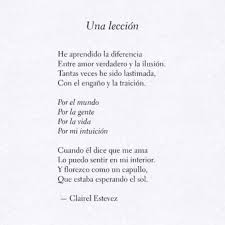 Una lección
He aprendido la diferencia
Entre amor verdadero y la ilusión.
Tantas veces he sido lastimada,
Con el engaño y la traición.
Por el mundo
Por la gente
Por la vida
Por mi intuición
Cuando él dice que me ama
Lo puedo sentir en mi interior.
Y florezco como un capullo,
Que estaba esperando el sol.
— Clairel Estevez